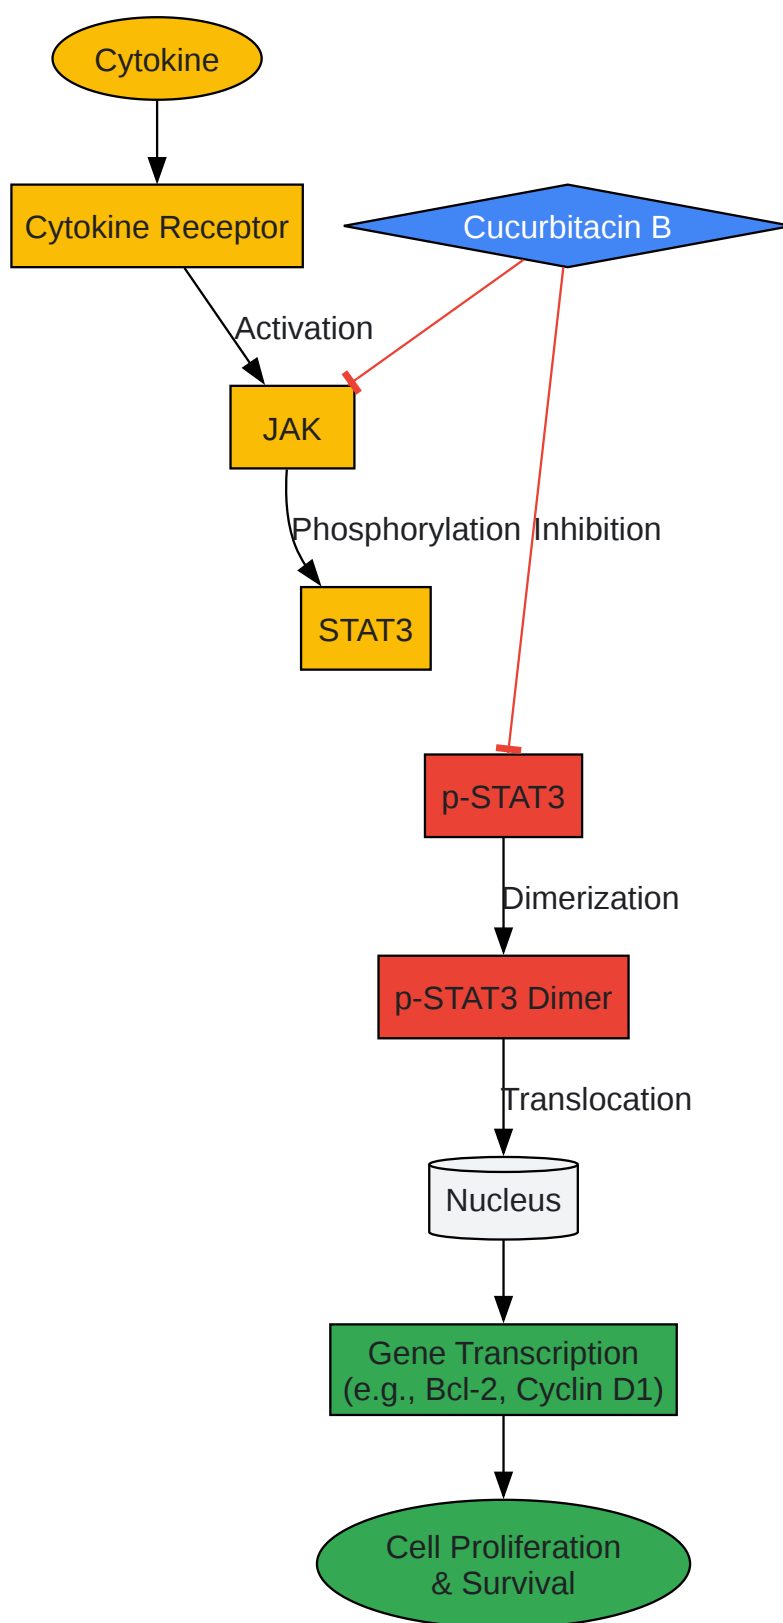 Cytokine
Cytokine Receptor
Cucurbitacin B
Activation
JAK
Phosphorylation
Inhibition
STAT3
p-STAT3
Dimerization
p-STAT3 Dimer
Translocation
Nucleus
Gene Transcription
(e.g., Bcl-2, Cyclin D1)
Cell Proliferation
& Survival